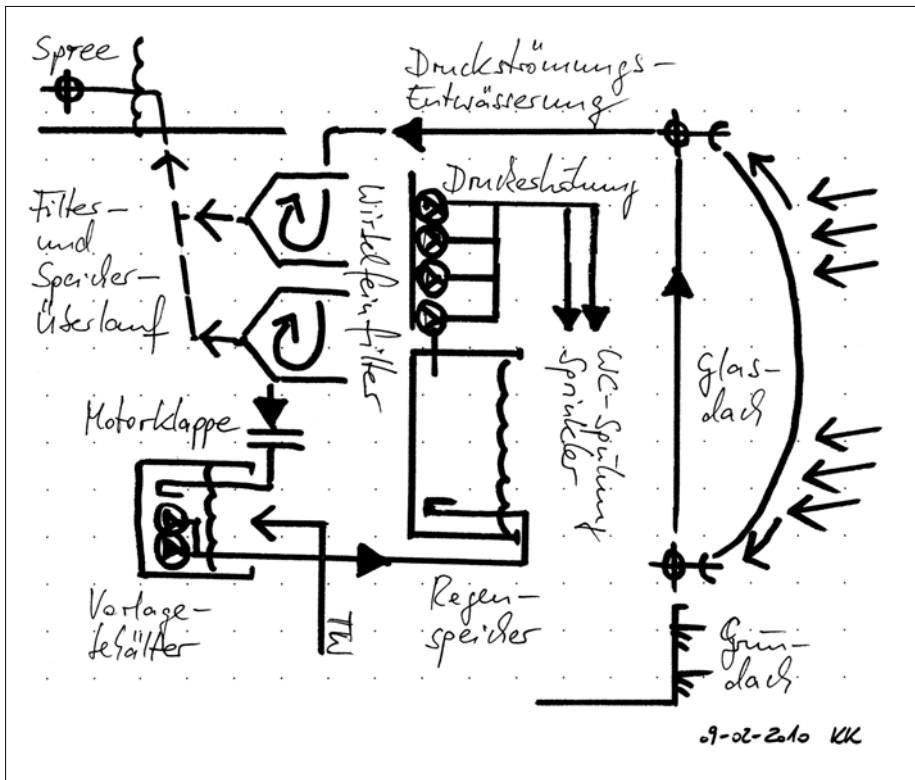 Spree
Druckströmungs-
Entwässerung
Filter-
und
Speicher-
Überlauf
Wirbelfeinfilter
Druckerhöhung
WC-Spülung
Sprinkler
Glas-
dach
Motorklappe
Vorlage-
behälter
TW
Regen-
speicher
Grün-
dach
09-02-2010 KK